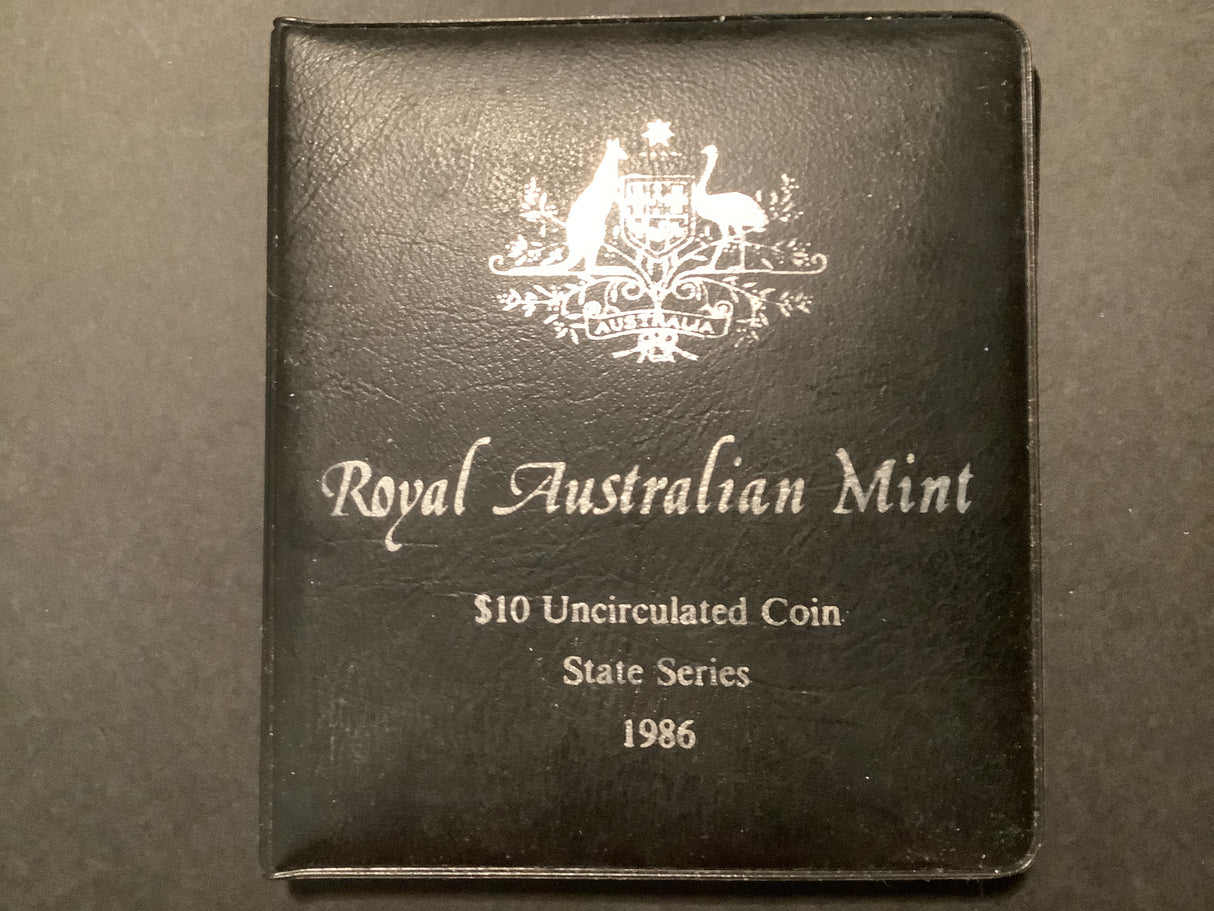 AUSTRALIA
Royal Australian Mint
$10 Uncirculated Coin
State Series
1986